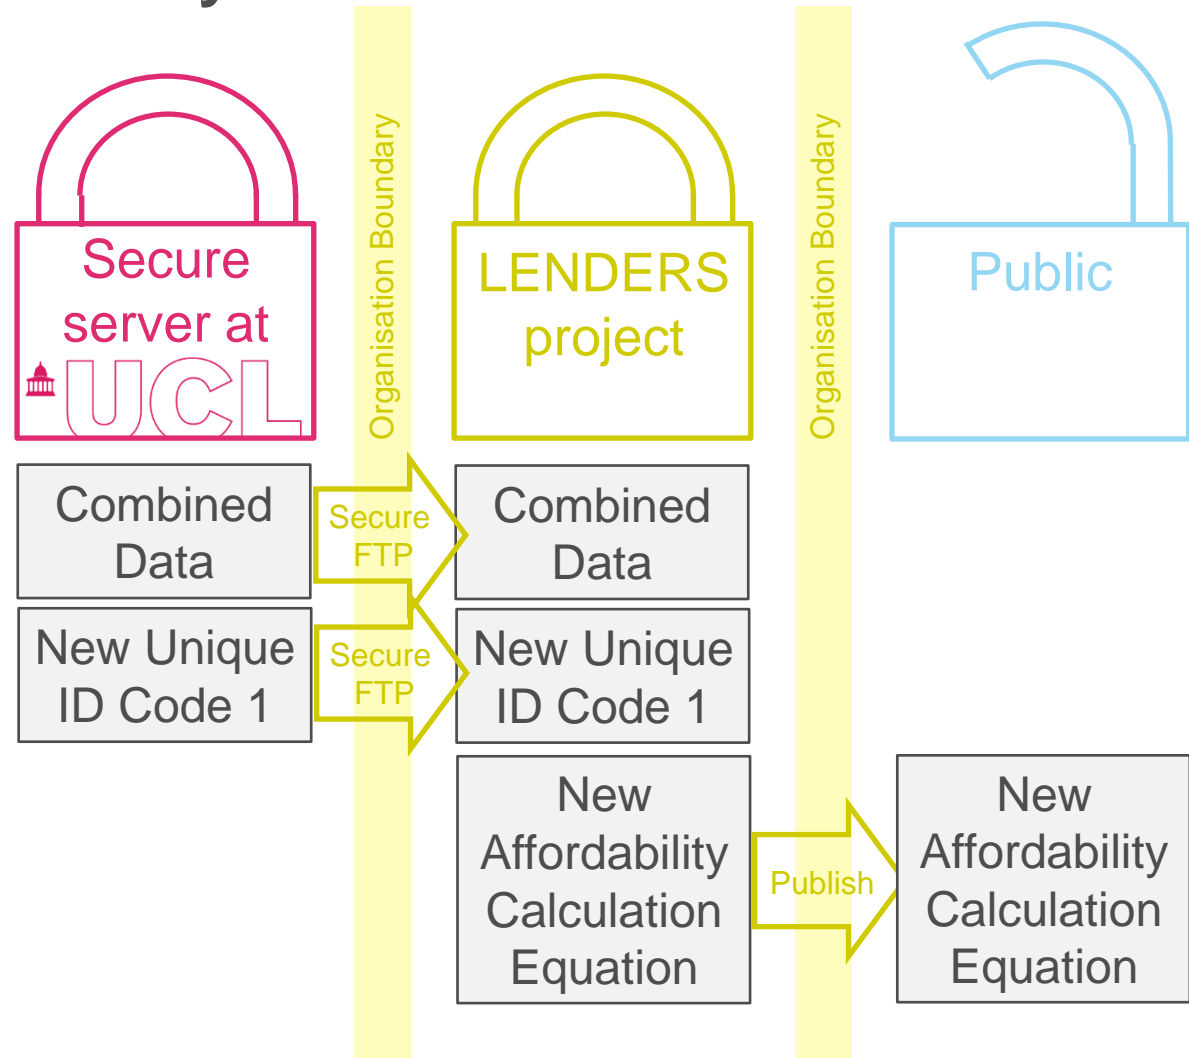 Secure
server at
UCL
Organisation Boundary
LENDERS
project
Organisation Boundary
Public
Combined
Data
Secure
FTP
Combined
Data
New Unique
ID Code 1
Secure
FTP
New Unique
ID Code 1
New
Affordability
Calculation
Equation
Publish
New
Affordability
Calculation
Equation